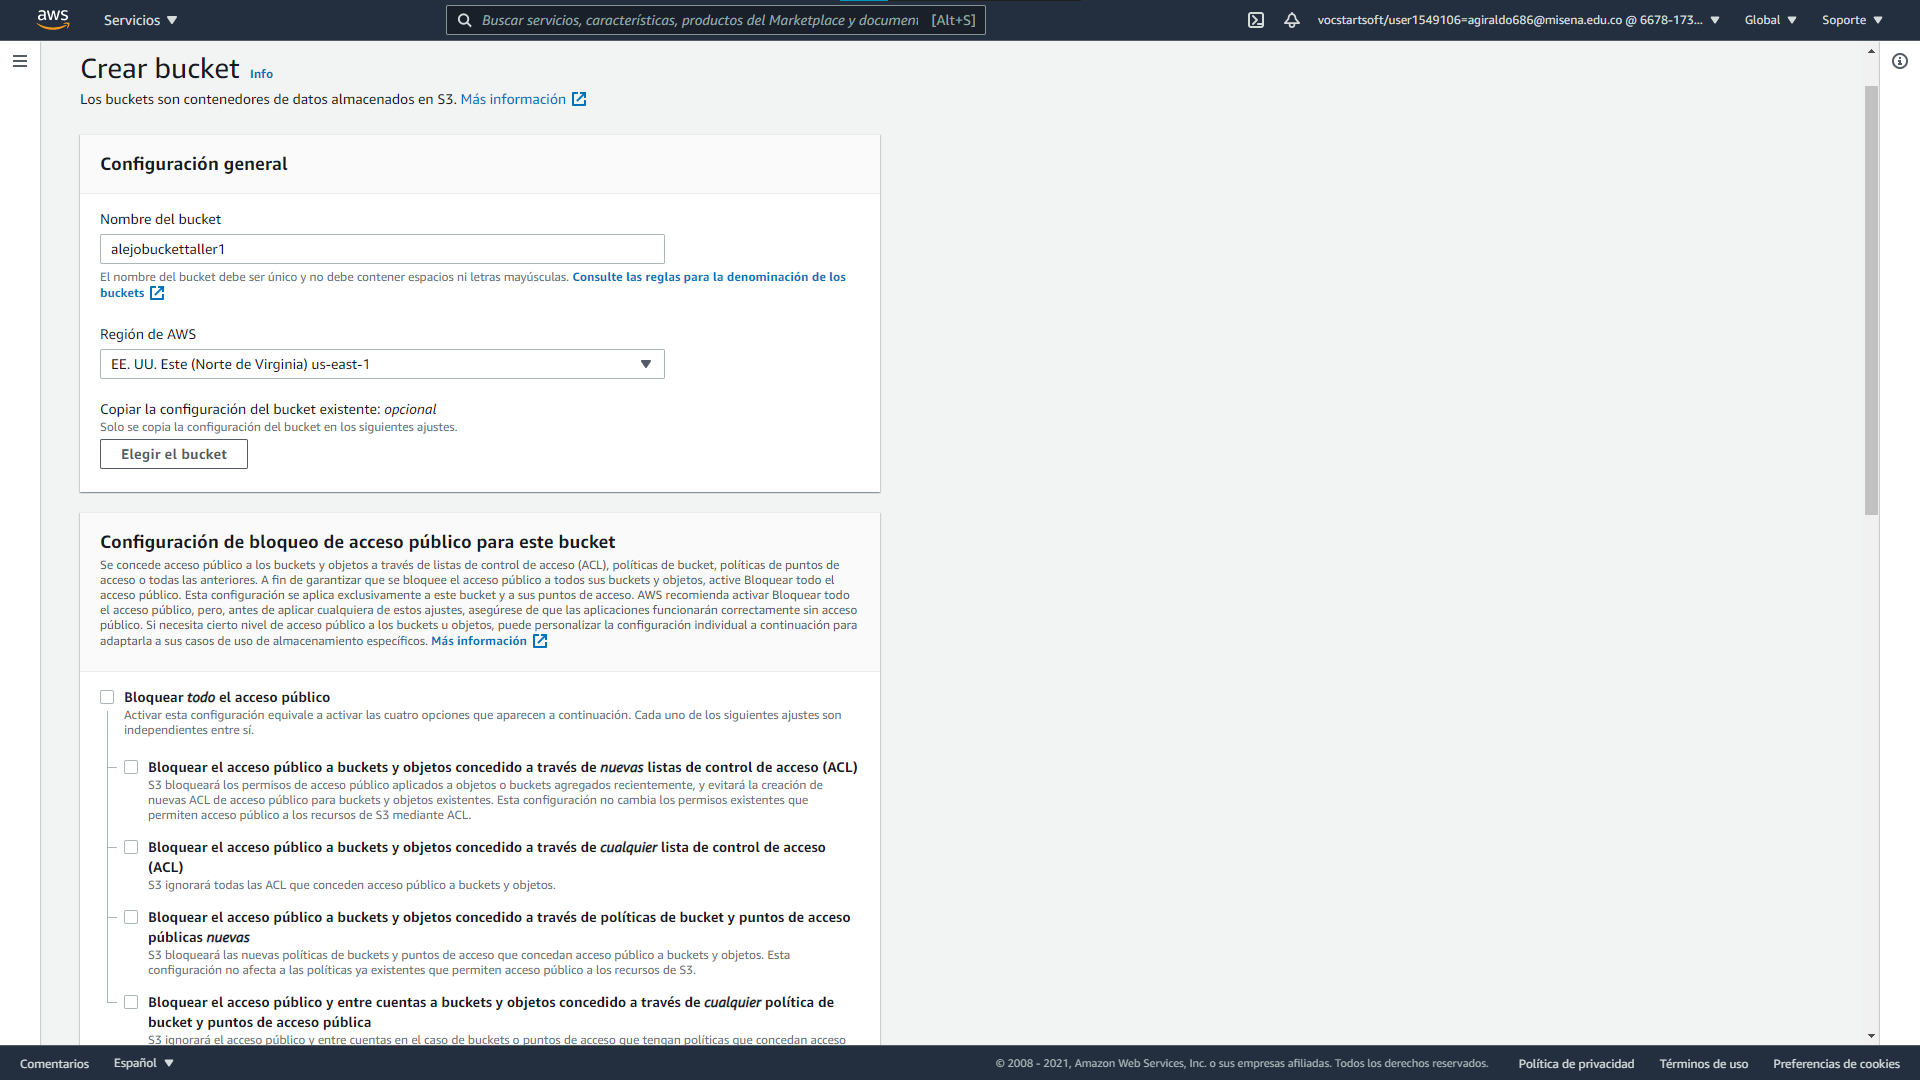 aws
Servicios
Buscar servicios, características, productos del Marketplace y document
[Alt+S]
vocstartsoft/user1549106=agiraldo686@misena.edu.co @ 6678-173...
Global
Soporte
Crear bucket Info
Los buckets son contenedores de datos almacenados en S3. Más información
Configuración general
Nombre del bucket
alejobuckettaller1
El nombre del bucket debe ser único y no debe contener espacios ni letras mayúsculas. Consulte las reglas para la denominación de los
buckets
Región de AWS
EE. UU. Este (Norte de Virginia) us-east-1
Copiar la configuración del bucket existente: opcional
Solo se copia la configuración del bucket en los siguientes ajustes.
Elegir el bucket
Configuración de bloqueo de acceso público para este bucket
Se concede acceso público a los buckets y objetos a través de listas de control de acceso (ACL), políticas de bucket, políticas de puntos de
acceso o todas las anteriores. A fin de garantizar que se bloquee el acceso público a todos sus buckets y objetos, active Bloquear todo el
acceso público. Esta configuración se aplica exclusivamente a este bucket y a sus puntos de acceso. AWS recomienda activar Bloquear todo
el acceso público, pero, antes de aplicar cualquiera de estos ajustes, asegúrese de que las aplicaciones funcionarán correctamente sin acceso
público. Si necesita cierto nivel de acceso público a los buckets u objetos, puede personalizar la configuración individual a continuación para
adaptarla a sus casos de uso de almacenamiento específicos. Más información
Bloquear todo el acceso público
Activar esta configuración equivale a activar las cuatro opciones que aparecen a continuación. Cada uno de los siguientes ajustes son
independientes entre sí.
Bloquear el acceso público a buckets y objetos concedido a través de nuevas listas de control de acceso (ACL)
S3 bloqueará los permisos de acceso público aplicados a objetos o buckets agregados recientemente, y evitará la creación de
nuevas ACL de acceso público para buckets y objetos existentes. Esta configuración no cambia los permisos existentes que
permiten acceso público a los recursos de S3 mediante ACL.
Bloquear el acceso público a buckets y objetos concedido a través de cualquier lista de control de acceso
(ACL)
S3 ignorará todas las ACL que conceden acceso público a buckets y objetos.
Bloquear el acceso público a buckets y objetos concedido a través de políticas de bucket y puntos de acceso
públicas nuevas
S3 bloqueará las nuevas políticas de buckets y puntos de acceso que concedan acceso público a buckets y objetos. Esta
configuración no afecta a las políticas ya existentes que permiten acceso público a los recursos de S3.
Bloquear el acceso público y entre cuentas a buckets y objetos concedido a través de cualquier política de
bucket y puntos de acceso pública
S3 ignorará el acceso público y entre cuentas en el caso de buckets o puntos de acceso que tengan políticas que concedan acceso
Comentarios
Español
© 2008 - 2021, Amazon Web Services, Inc. o sus empresas afiliadas. Todos los derechos reservados.
Política de privacidad
Términos de uso
Preferencias de cookies